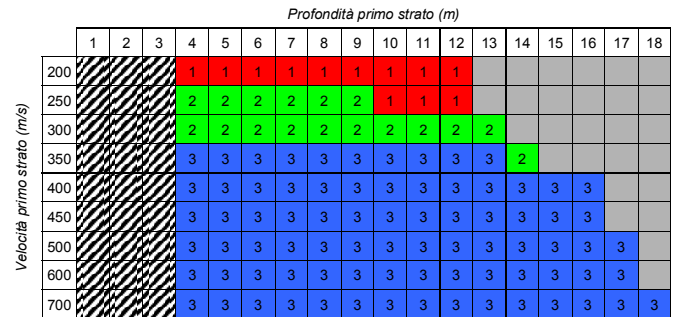 Profondità primo strato (m)
1 2 3 4 5 6 7 8 9 10 11 12 13 14 15 16 17 18
Velocità primo strato (m/s)
200 1 1 1 1 1 1 1 1 1
250 2 2 2 2 2 2 1 1 1
300 2 2 2 2 2 2 2 2 2 2
350 3 3 3 3 3 3 3 3 3 3 2
400 3 3 3 3 3 3 3 3 3 3 3 3 3
450 3 3 3 3 3 3 3 3 3 3 3 3 3
500 3 3 3 3 3 3 3 3 3 3 3 3 3 3
600 3 3 3 3 3 3 3 3 3 3 3 3 3 3
700 3 3 3 3 3 3 3 3 3 3 3 3 3 3 3